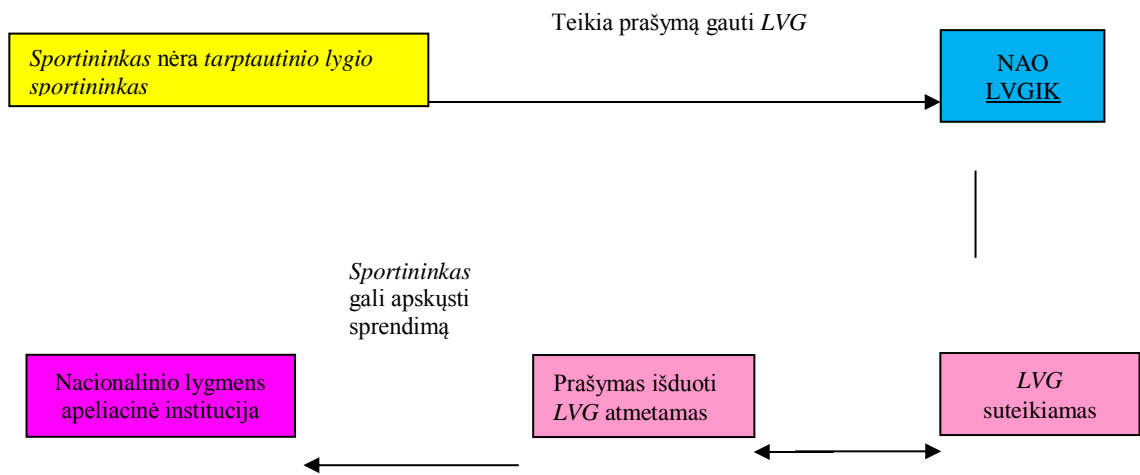 Teikia prašymą gauti LVG
Sportininkas nėra tarptautinio lygio
sportininkas
NAO
LVGIK
Sportininkas
gali apskųsti
sprendimą
Nacionalinio lygmens
apeliacinė institucija
Prašymas išduoti
LVG atmetamas
LVG
suteikiamas